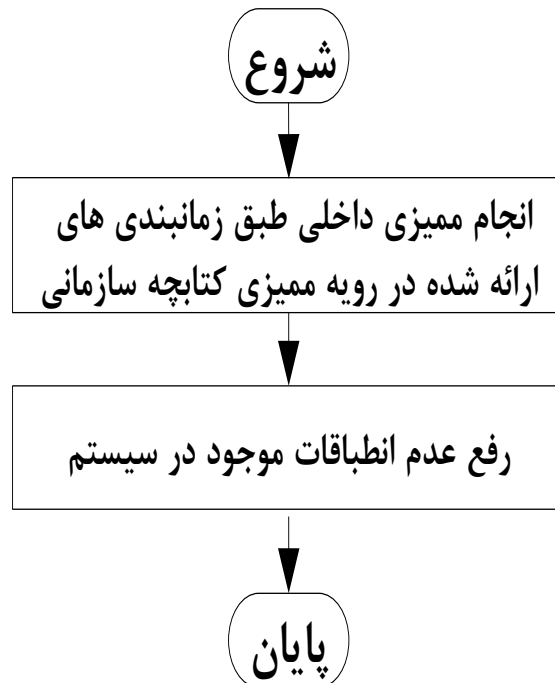 شروع
انجام ممیزی داخلی طبق زمانبندی های
ارائه شده در رویه ممیزی کتابچه سازمانی
رفع عدم انطباقات موجود در سیستم
پایان